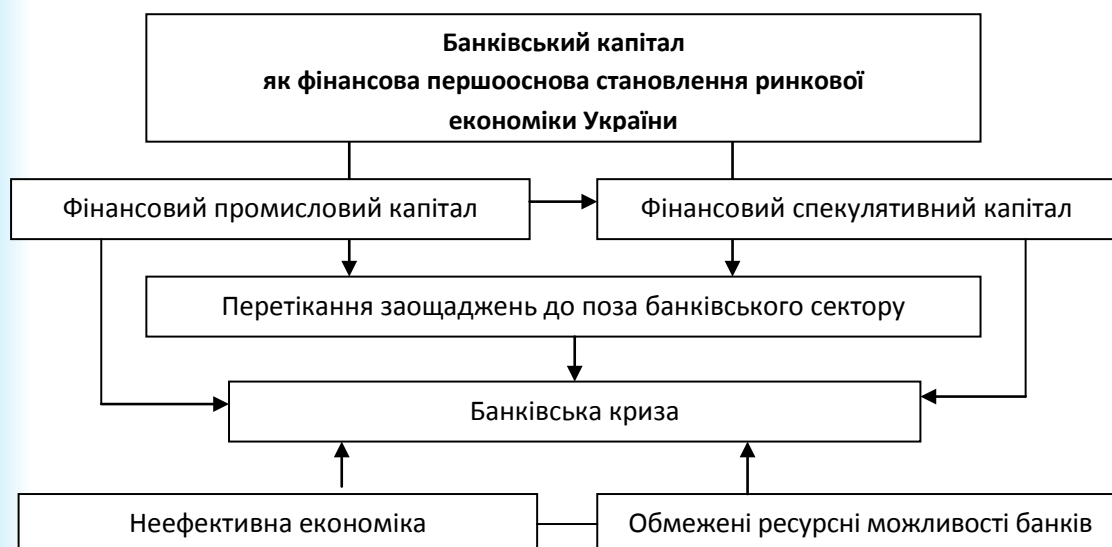 Банківський капітал
як фінансова першооснова становлення ринкової
економіки України
Фінансовий промисловий капітал
Фінансовий спекулятивний капітал
Перетікання заощаджень до поза банківського сектору
Банківська криза
Неефективна економіка
Обмежені ресурсні можливості банків